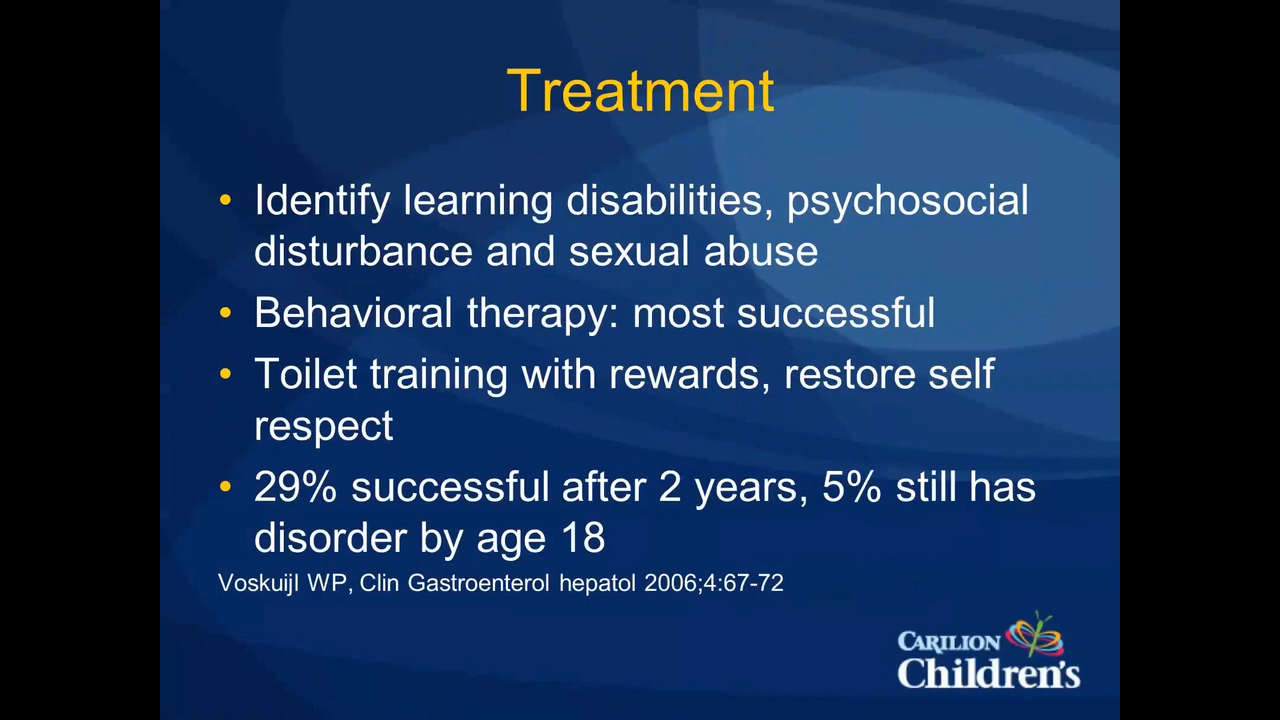 Treatment
• Identify learning disabilities, psychosocial
disturbance and sexual abuse
• Behavioral therapy: most successful
• Toilet training with rewards, restore self
respect
• 29% successful after 2 years, 5% still has
disorder by age 18
Voskuijl WP, Clin Gastroenterol hepatol 2006;4:67-72
CARILION
Children's